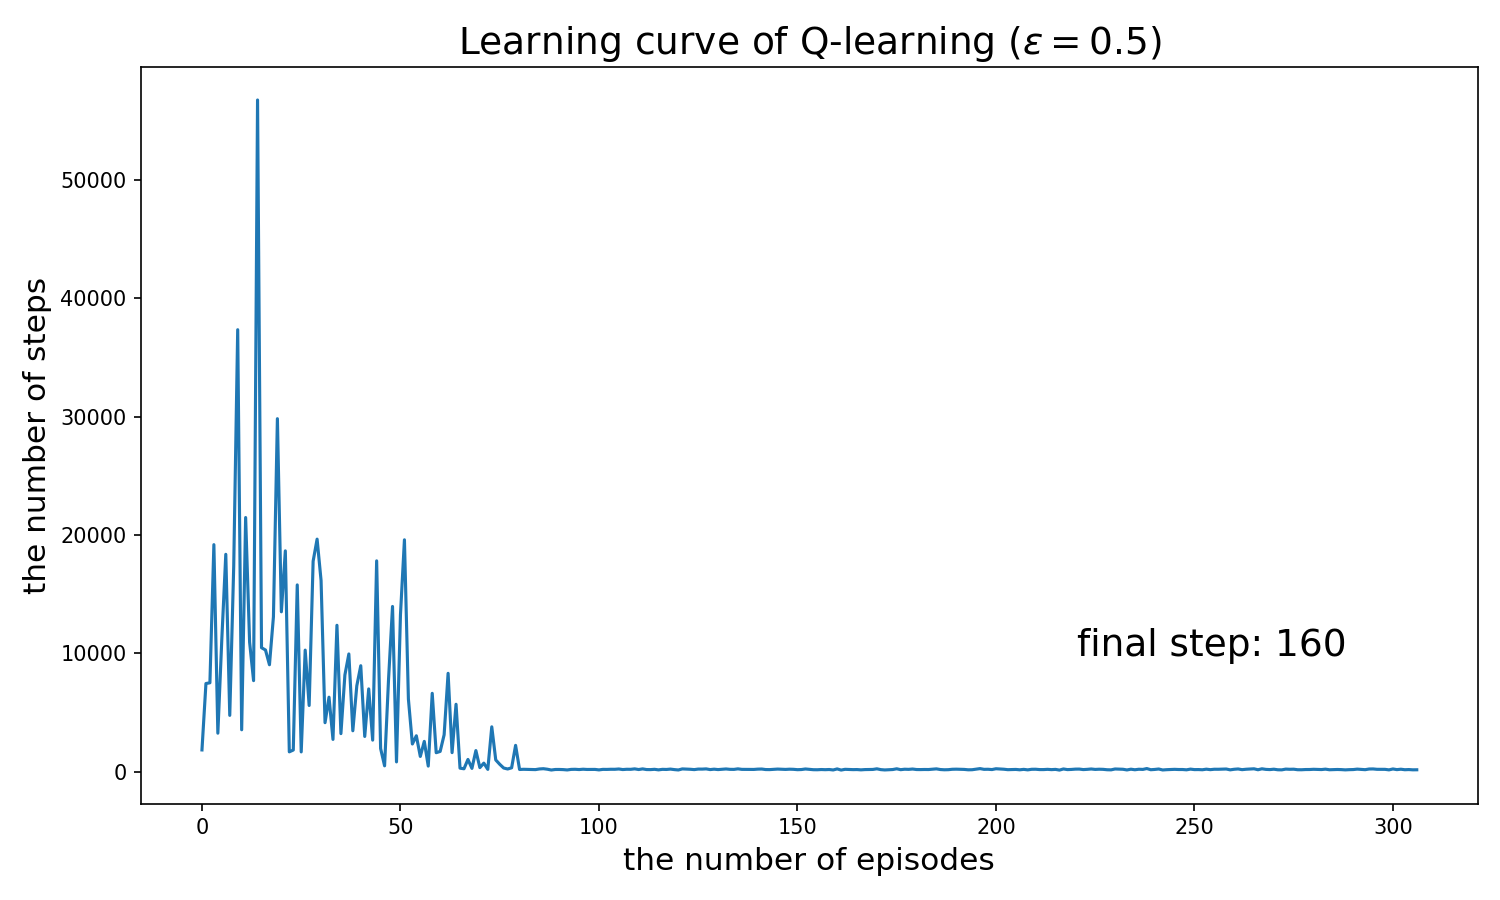 Learning curve of Q-learning (ε = 0.5)
the number of steps
50000
40000
30000
20000
10000
0
final step: 160
0 50 100 150 200 250 300
the number of episodes